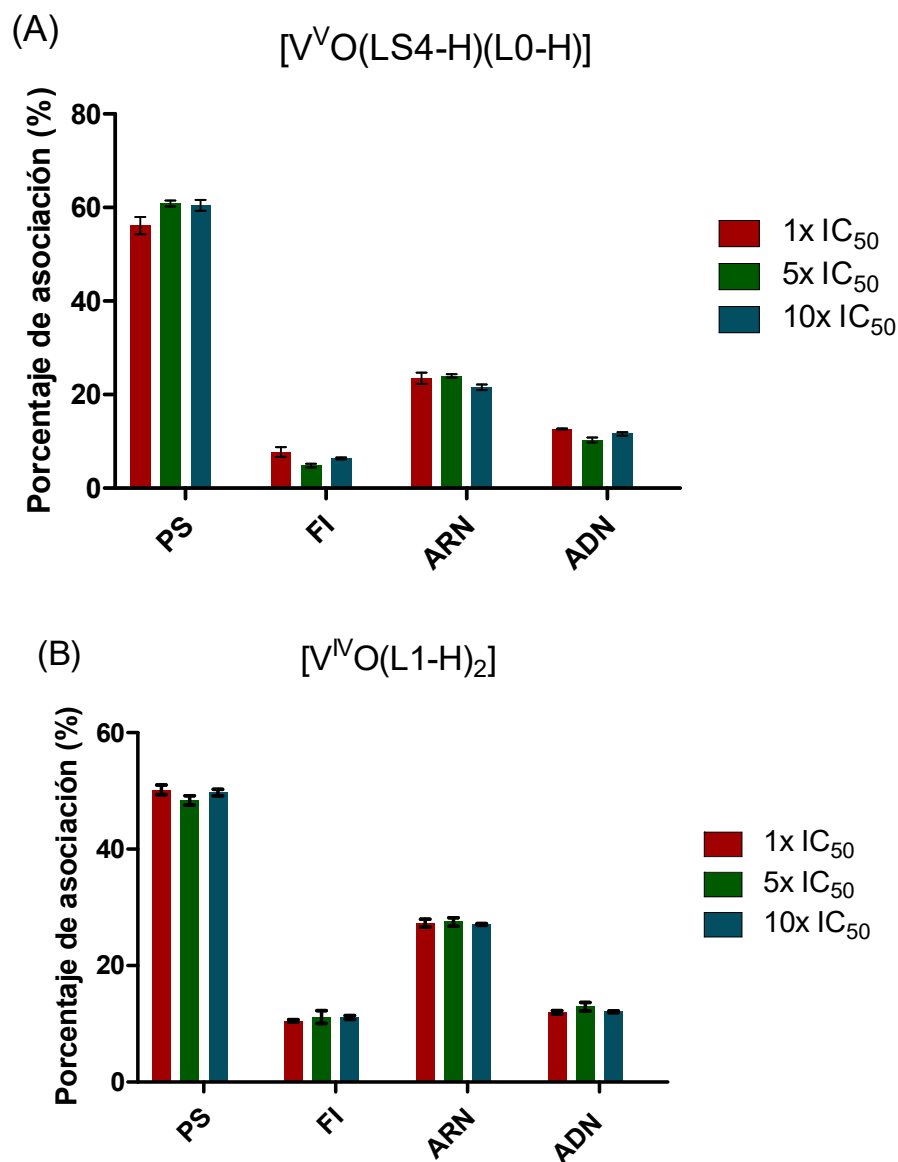 (A)
[V^VO(LS4-H)(L0-H)]
Porcentaje de asociación (%)
80
60
40
20
0
PS
FI
ARN
ADN
1x IC₅₀
5x IC₅₀
10x IC₅₀
(B)
[V^IVO(L1-H)₂]
Porcentaje de asociación (%)
60
40
20
0
PS
FI
ARN
ADN
1x IC₅₀
5x IC₅₀
10x IC₅₀